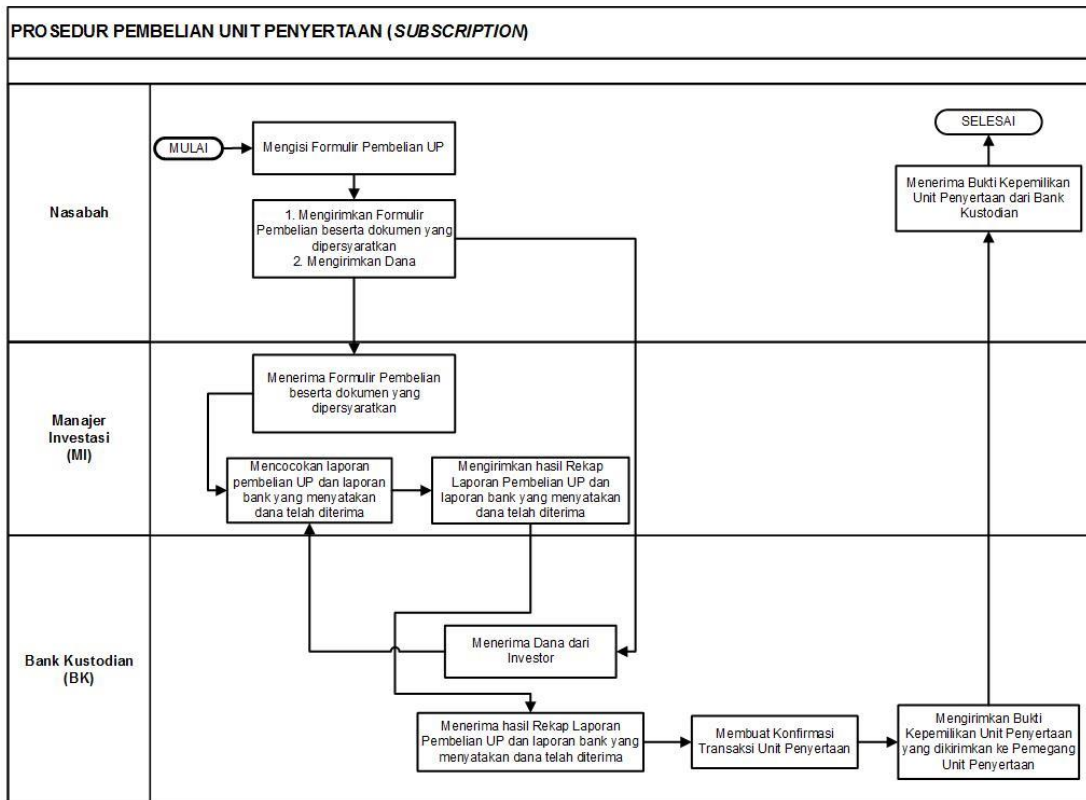 PROSEDUR PEMBELIAN UNIT PENYERTAAN (SUBSCRIPTION)
Nasabah
MULAI
Mengisi Formulir Pembelian UP
1. Mengirimkan Formulir
Pembelian beserta dokumen yang
dipersyaratkan
2. Mengirimkan Dana
SELESAI
Menerima Bukti Kepemilikan
Unit Penyertaan dari Bank
Kustodian
Manajer
Investasi
(MI)
Menerima Formulir Pembelian
beserta dokumen yang
dipersyaratkan
Mencocokan laporan
pembelian UP dan laporan
bank yang menyatakan
dana telah diterima
Mengirimkan hasil Rekap
Laporan Pembelian UP dan
laporan bank yang menyatakan
dana telah diterima
Bank Kustodian
(BK)
Menerima Dana dari
Investor
Menerima hasil Rekap Laporan
Pembelian UP dan laporan bank yang
menyatakan dana telah diterima
Membuat Konfirmasi
Transaksi Unit Penyertaan
Mengirimkan Bukti
Kepemilikan Unit Penyertaan
yang dikirimkan ke Pemegang
Unit Penyertaan